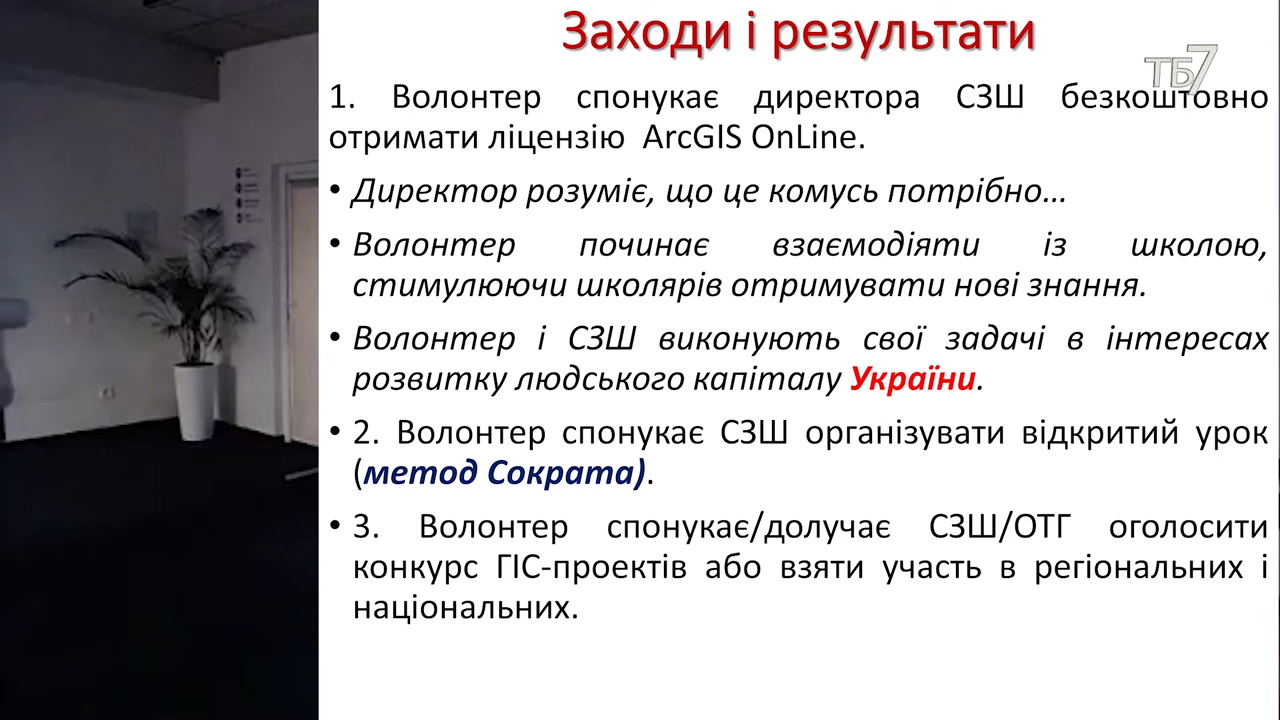 Заходи і результати
ТБ7
1. Волонтер спонукає директора СЗШ безкоштовно
отримати ліцензію ArcGIS OnLine.
• Директор розуміє, що це комусь потрібно…
• Волонтер починає взаємодіяти із школою,
стимулюючи школярів отримувати нові знання.
• Волонтер і СЗШ виконують свої задачі в інтересах
розвитку людського капіталу України.
• 2. Волонтер спонукає СЗШ організувати відкритий урок
(метод Сократа).
• 3. Волонтер спонукає/долучає СЗШ/ОТГ оголосити
конкурс ГІС-проектів або взяти участь в регіональних і
національних.